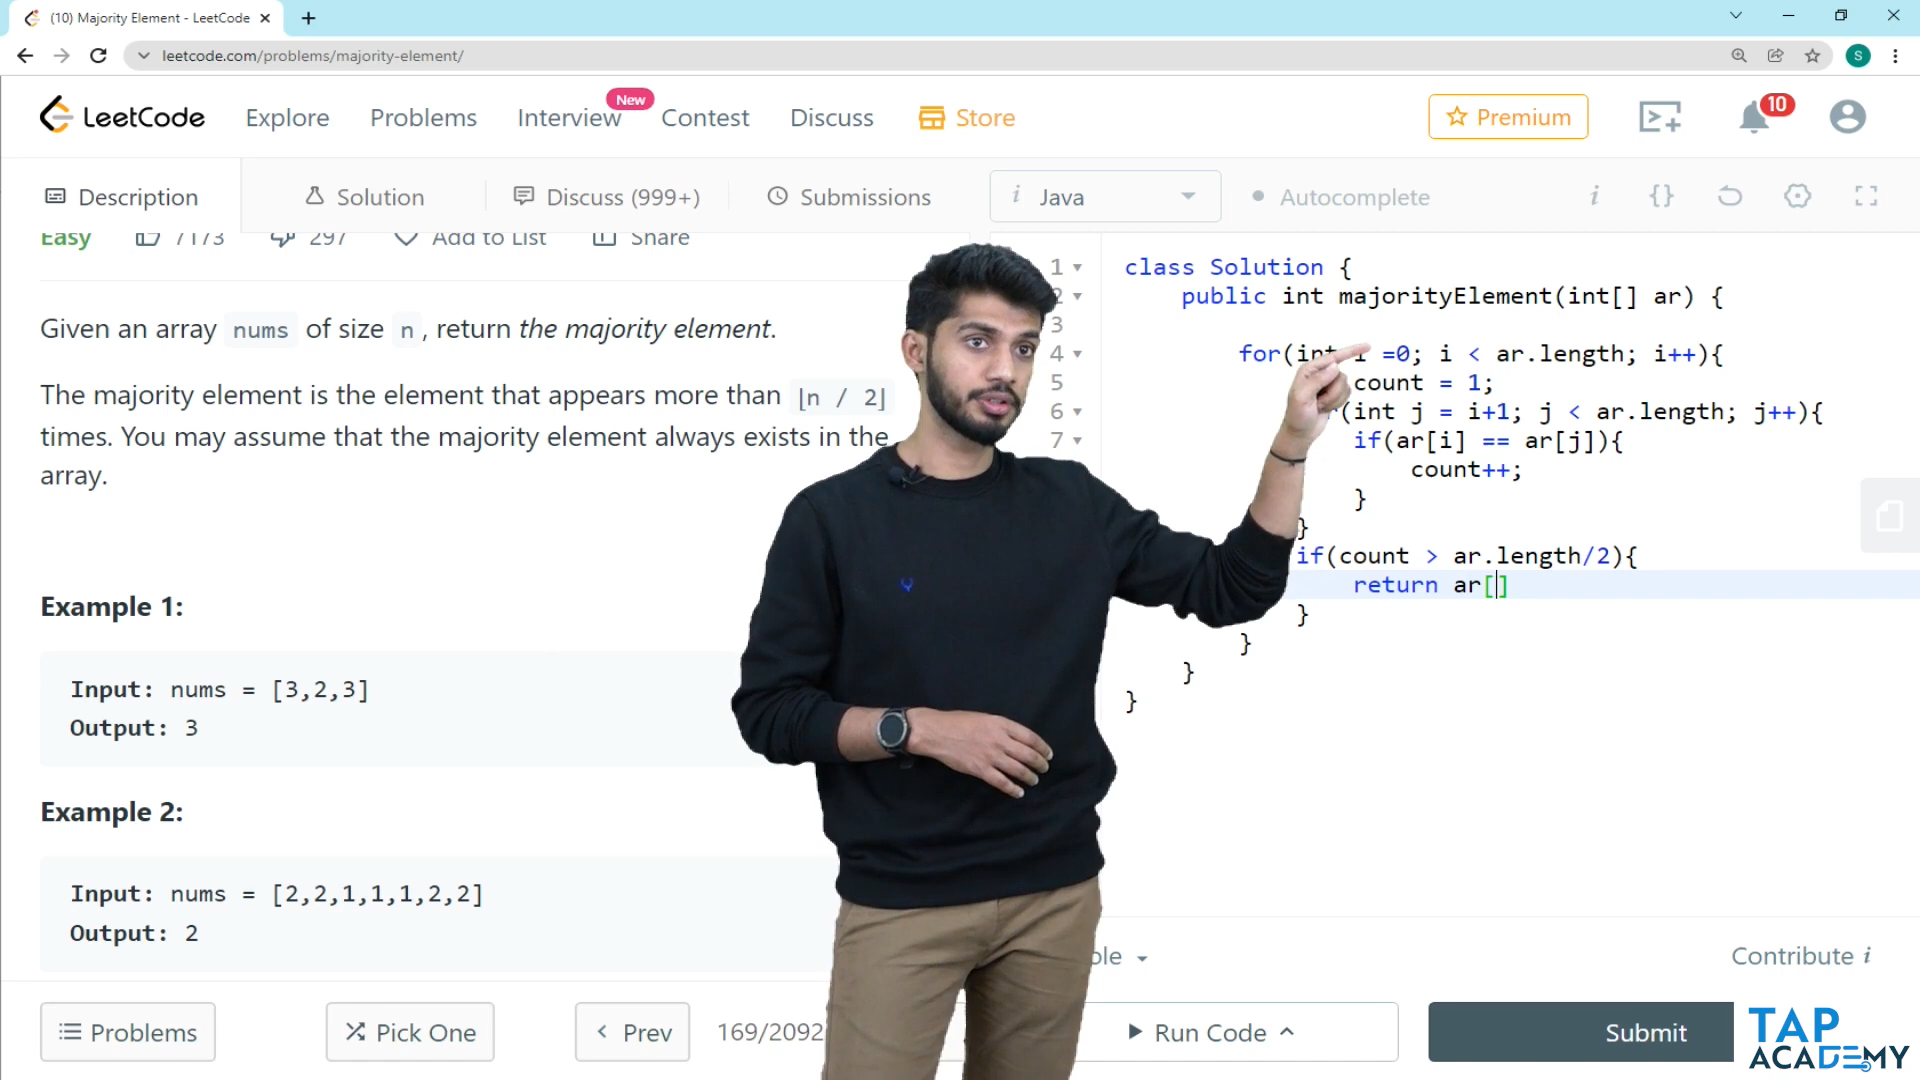 (10) Majority Element - LeetCode
leetcode.com/problems/majority-element/
S
LeetCode Explore Problems Interview New Contest Discuss Store Premium 10
Description Solution Discuss (999+) Submissions i Java Autocomplete i {}
Easy 7173 297 Add to List Share
Given an array nums of size n, return the majority element.
The majority element is the element that appears more than ⌊n / 2⌋
times. You may assume that the majority element always exists in the
array.
Example 1:
Input: nums = [3,2,3]
Output: 3
Example 2:
Input: nums = [2,2,1,1,1,2,2]
Output: 2
1 class Solution {
2 public int majorityElement(int[] ar) {
3
4 for(int i =0; i < ar.length; i++){
5 count = 1;
6 (int j = i+1; j < ar.length; j++){
7 if(ar[i] == ar[j]){
count++;
}
}
if(count > ar.length/2){
return ar[]
}
}
}
}
Contribute i
Problems Pick One Prev 169/2092 Run Code Submit
TAP
ACADEMY